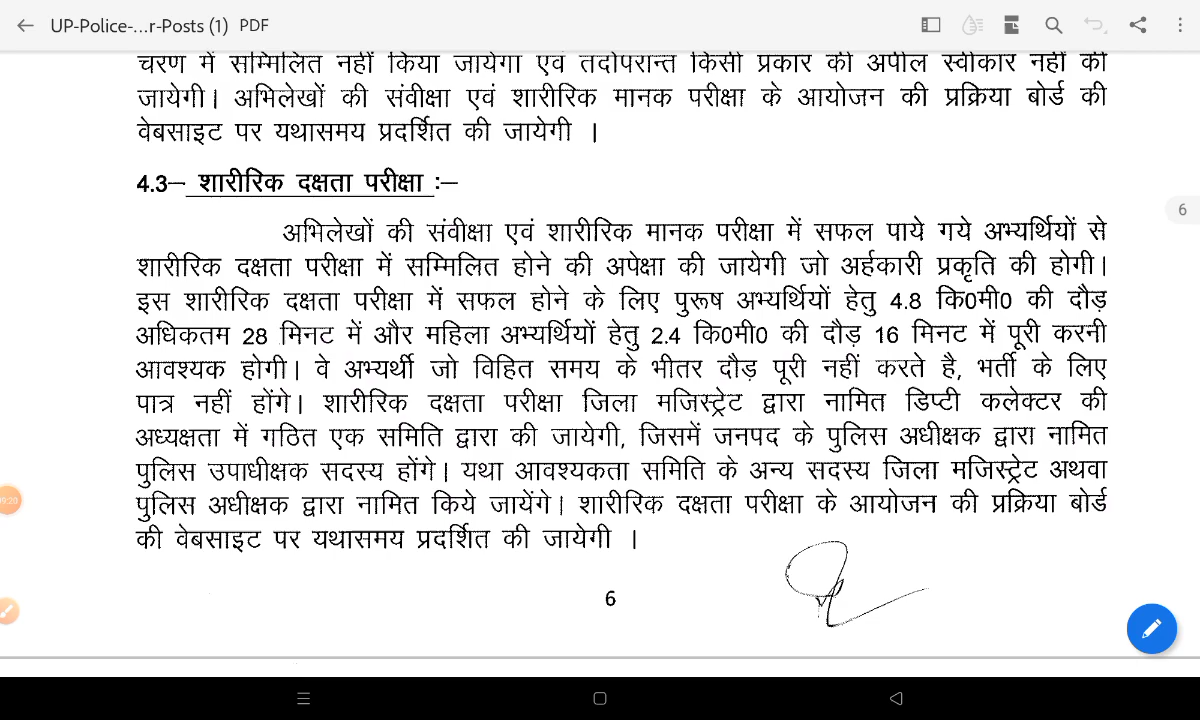 UP-Police-...r-Posts (1) PDF
चरण में सम्मिलित नहीं किया जायेगा एवं तदोपरान्त किसी प्रकार की अपील स्वीकार नहीं की
जायेगी। अभिलेखों की संवीक्षा एवं शारीरिक मानक परीक्षा के आयोजन की प्रक्रिया बोर्ड की
वेबसाइट पर यथासमय प्रदर्शित की जायेगी ।
4.3– शारीरिक दक्षता परीक्षा :–
अभिलेखों की संवीक्षा एवं शारीरिक मानक परीक्षा में सफल पाये गये अभ्यर्थियों से
शारीरिक दक्षता परीक्षा में सम्मिलित होने की अपेक्षा की जायेगी जो अर्हकारी प्रकृति की होगी।
इस शारीरिक दक्षता परीक्षा में सफल होने के लिए पुरूष अभ्यर्थियों हेतु 4.8 कि0मी0 की दौड़
अधिकतम 28 मिनट में और महिला अभ्यर्थियों हेतु 2.4 कि0मी0 की दौड़ 16 मिनट में पूरी करनी
आवश्यक होगी। वे अभ्यर्थी जो विहित समय के भीतर दौड़ पूरी नहीं करते है, भर्ती के लिए
पात्र नहीं होंगे। शारीरिक दक्षता परीक्षा जिला मजिस्ट्रेट द्वारा नामित डिप्टी कलेक्टर की
अध्यक्षता में गठित एक समिति द्वारा की जायेगी, जिसमें जनपद के पुलिस अधीक्षक द्वारा नामित
पुलिस उपाधीक्षक सदस्य होंगे। यथा आवश्यकता समिति के अन्य सदस्य जिला मजिस्ट्रेट अथवा
पुलिस अधीक्षक द्वारा नामित किये जायेंगे। शारीरिक दक्षता परीक्षा के आयोजन की प्रक्रिया बोर्ड
की वेबसाइट पर यथासमय प्रदर्शित की जायेगी ।
6
6
09:20